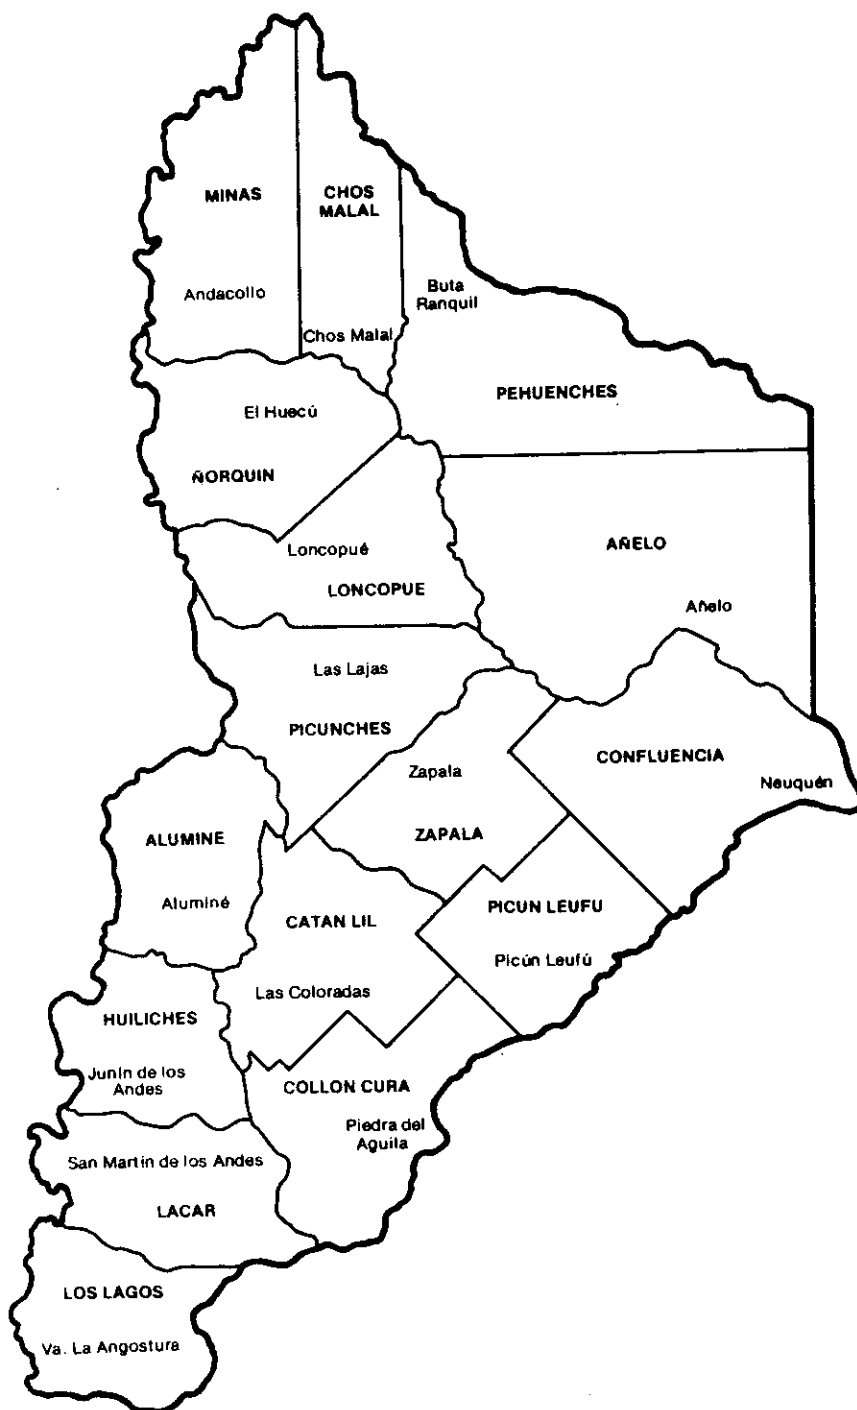 MINAS
CHOS
MALAL
Andacollo
Buta
Ranquil
Chos Malal
PEHUENCHES
El Huecú
ÑORQUIN
AÑELO
Loncopué
LONCOPUE
Añelo
Las Lajas
PICUNCHES
CONFLUENCIA
Zapala
Neuquén
ZAPALA
ALUMINE
Aluminé
PICUN LEUFU
CATAN LIL
Picún Leufú
Las Coloradas
HUILICHES
Junín de los
Andes
COLLON CURA
Piedra del
Aguila
San Martín de los Andes
LACAR
LOS LAGOS
Va. La Angostura